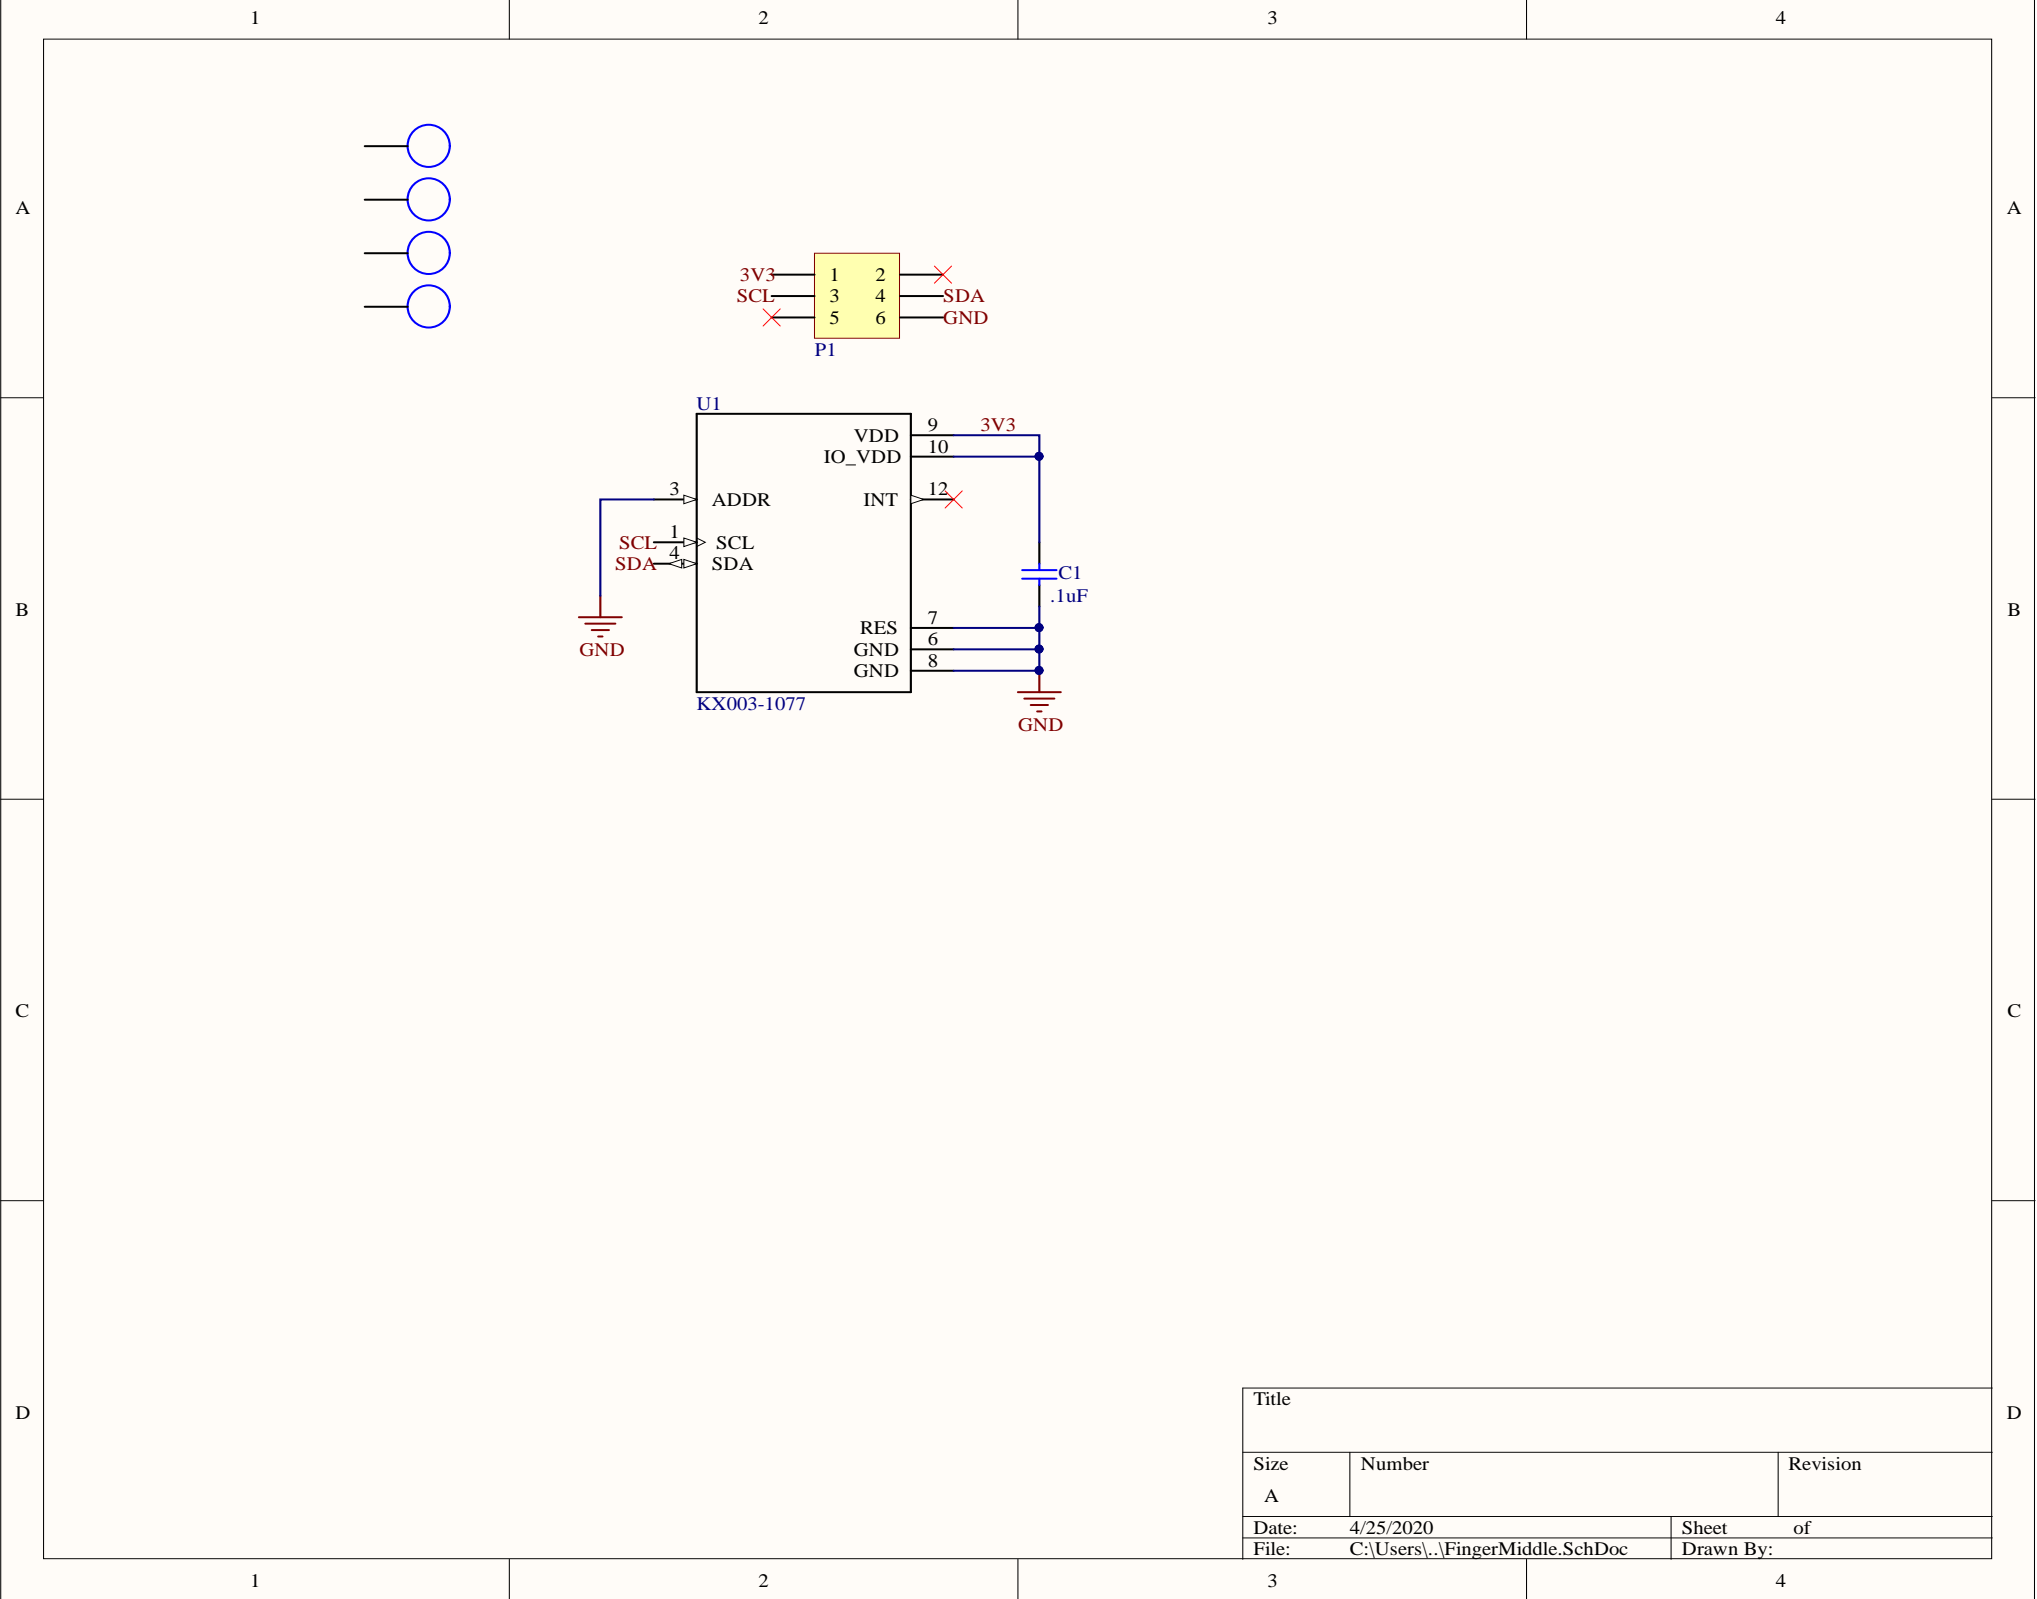 1 2 3 4
A A
3V3 1 2
SCL 3 4 SDA
5 6 GND
P1
U1
VDD 9 3V3
IO_VDD 10
3 ADDR INT 12
SCL 1 SCL
SDA 4 SDA
C1
.1uF
B B
RES 7
GND 6
GND 8
GND
KX003-1077
GND
C C
Title
D D
Size Number Revision
A
Date: 4/25/2020 Sheet of
File: C:\Users\..\FingerMiddle.SchDoc Drawn By:
1 2 3 4